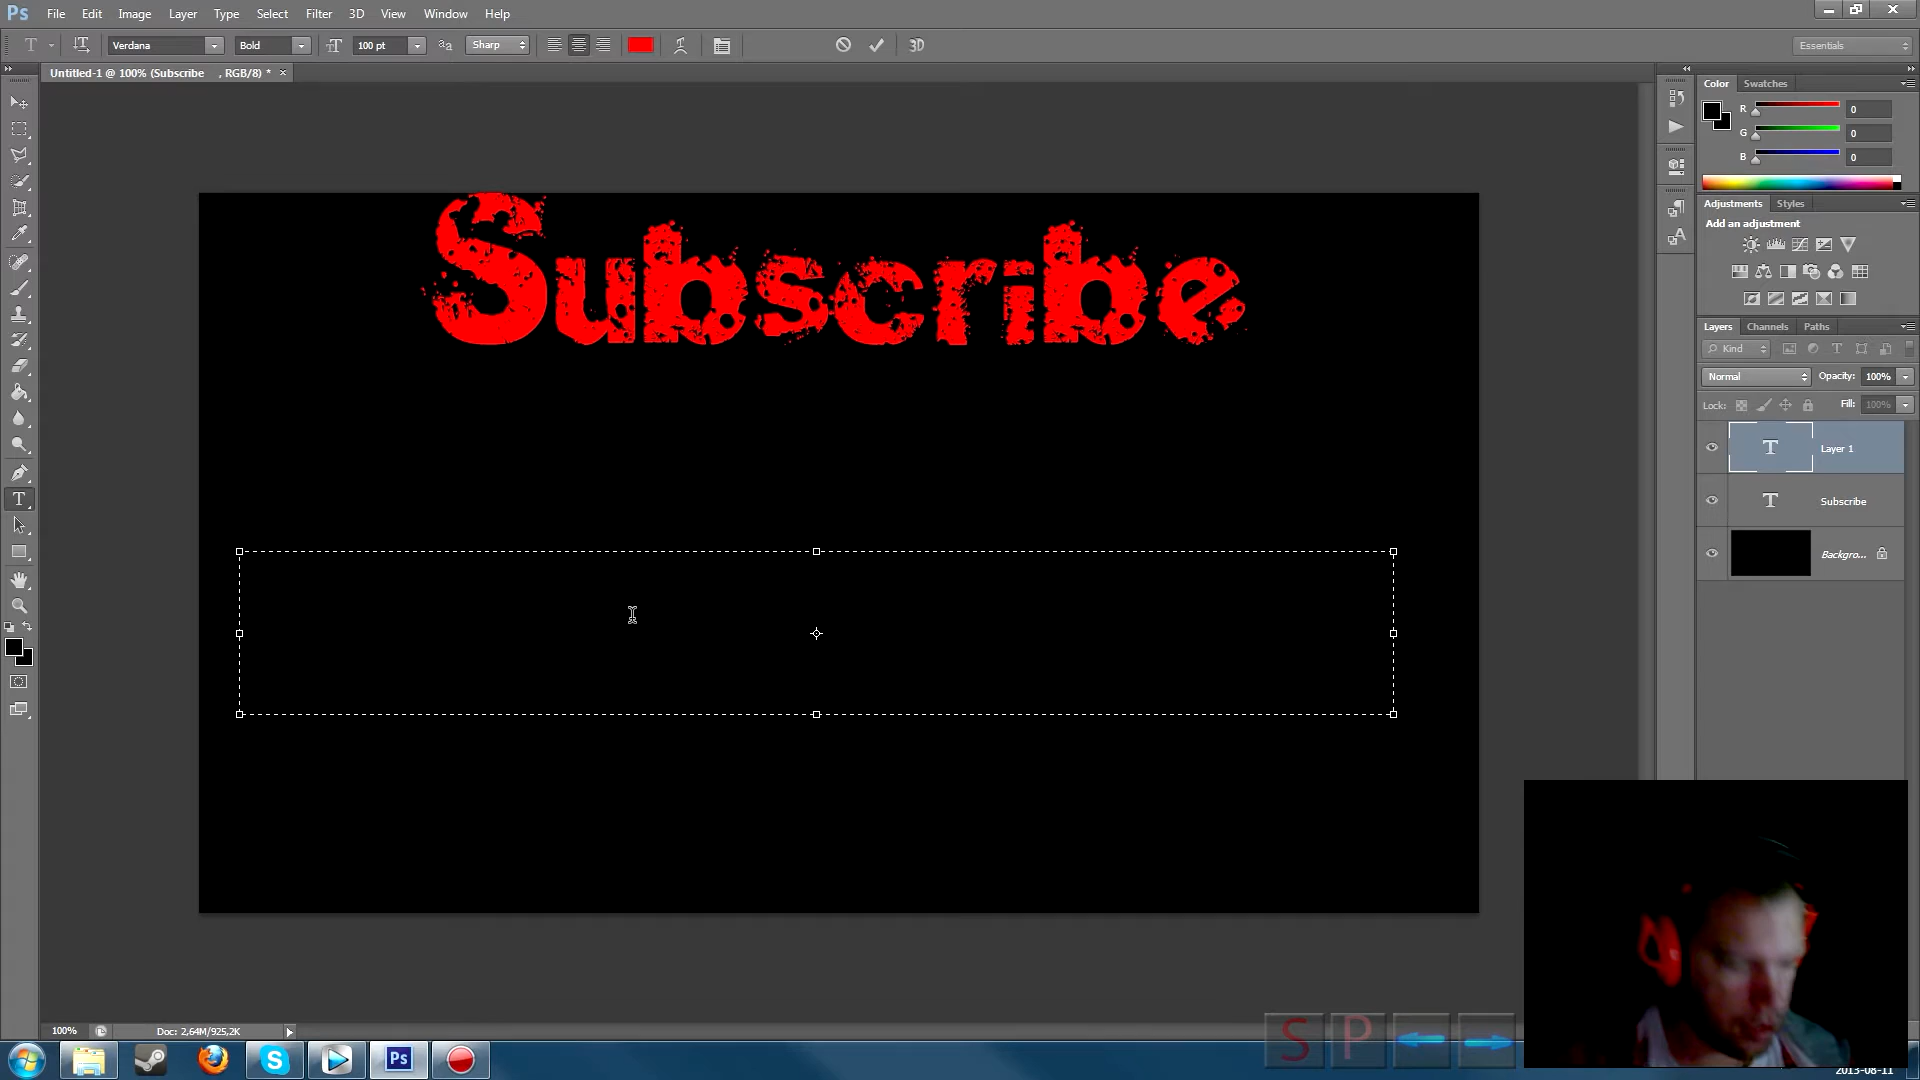 Ps File Edit Image Layer Type Select Filter 3D View Window Help
T Verdana Bold 100 pt Sharp 3D Essentials
Untitled-1 @ 100% (Subscribe , RGB/8) *
Color Swatches
R 0
G 0
B 0
Adjustments Styles
Add an adjustment
Layers Channels Paths
Kind
Normal Opacity: 100%
Lock: Fill: 100%
T Layer 1
T Subscribe
Backgro...
Subscribe
100% Doc: 2,64M/925,2K
S P
Ps
2013-08-11